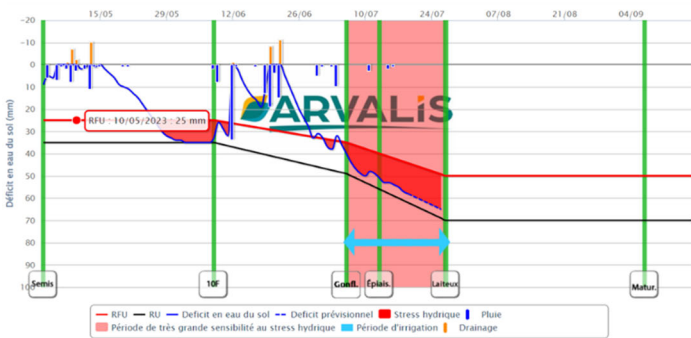 15/05 29/05 12/06 26/06 10/07 24/07 07/08 21/08 04/09
-20
-10
0
10
20
30
40
50
60
70
80
90
100
Déficit en eau du sol (mm)
ARVALIS
RFU : 10/05/2023 : 25 mm
Semis 10F Gonfl. Épiais. Laiteux Matur.
RFU RU Deficit en eau du sol Deficit prévisionnel Stress hydrique Pluie
Période de très grande sensibilité au stress hydrique Période d'irrigation Drainage